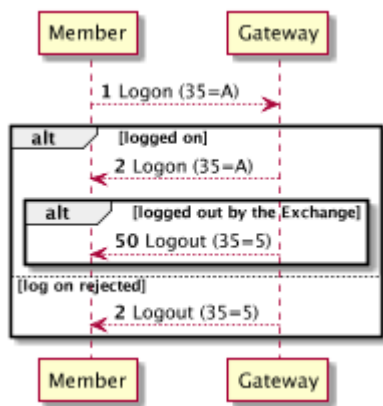 Member Gateway
1 Logon (35=A)
alt [logged on]
2 Logon (35=A)
alt [logged out by the Exchange]
50 Logout (35=5)
[log on rejected]
2 Logout (35=5)
Member Gateway